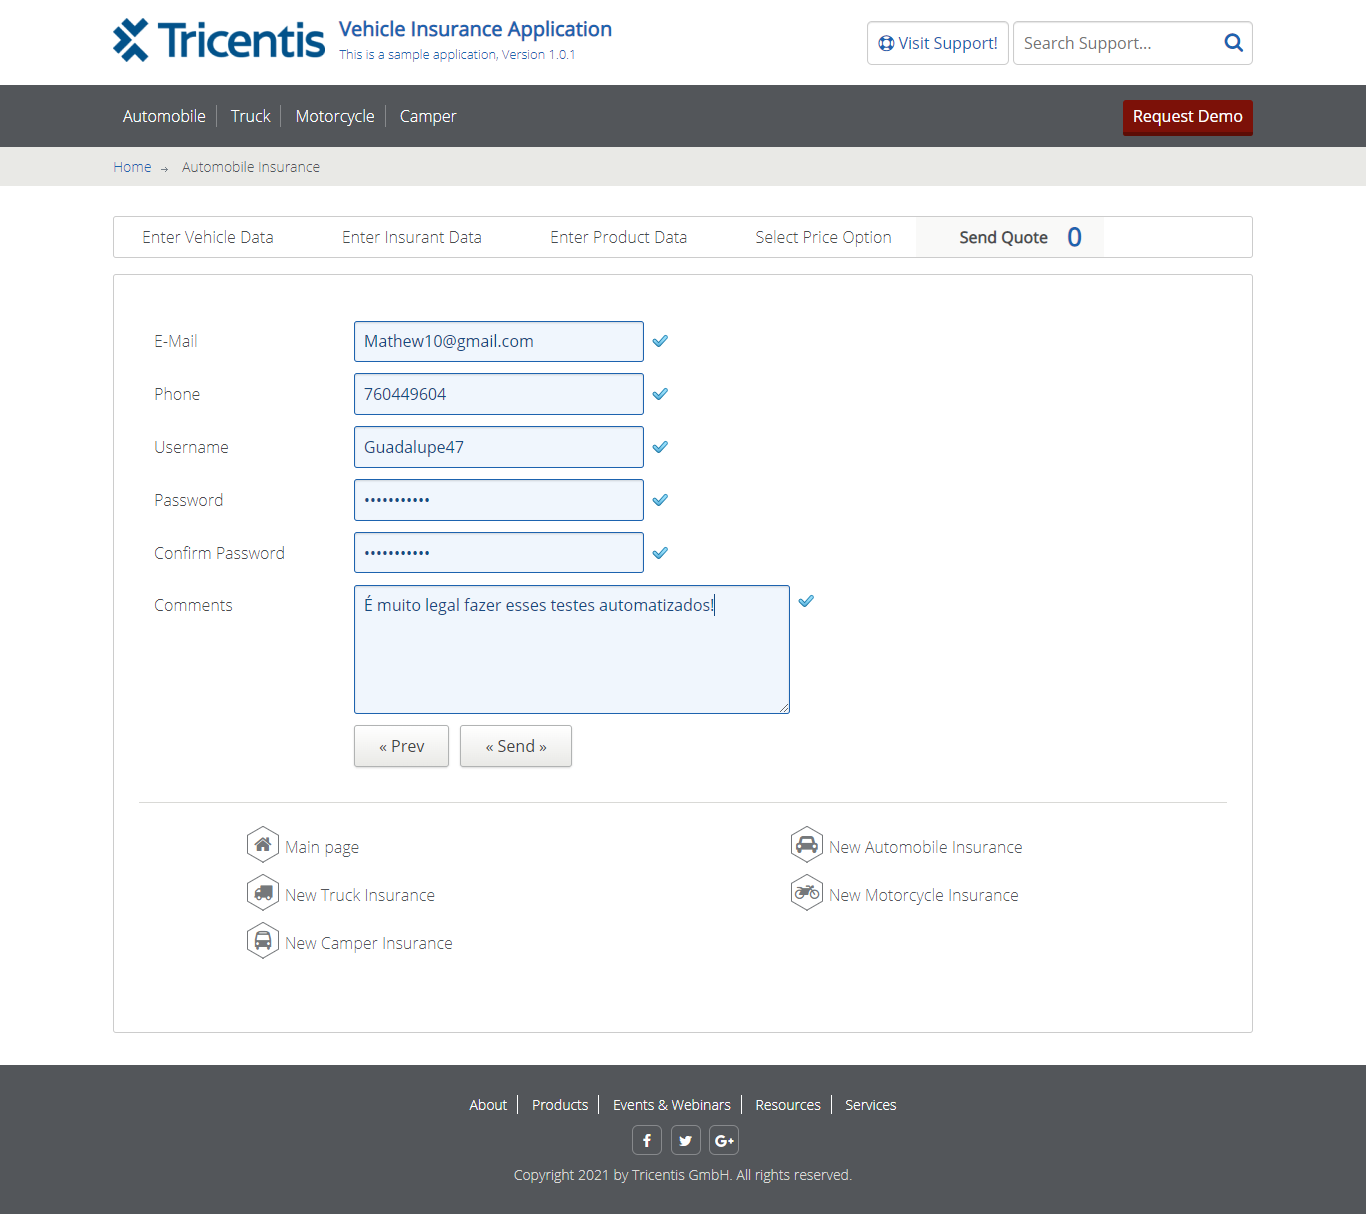 Tricentis
Vehicle Insurance Application
This is a sample application, Version 1.0.1
Visit Support!
Search Support...
Automobile
Truck
Motorcycle
Camper
Request Demo
Home → Automobile Insurance
Enter Vehicle Data
Enter Insurant Data
Enter Product Data
Select Price Option
Send Quote 0
E-Mail
Mathew10@gmail.com
Phone
760449604
Username
Guadalupe47
Password
•••••••••••
Confirm Password
•••••••••••
Comments
É muito legal fazer esses testes automatizados!
« Prev
« Send »
Main page
New Automobile Insurance
New Truck Insurance
New Motorcycle Insurance
New Camper Insurance
About
Products
Events & Webinars
Resources
Services
f
G+
Copyright 2021 by Tricentis GmbH. All rights reserved.